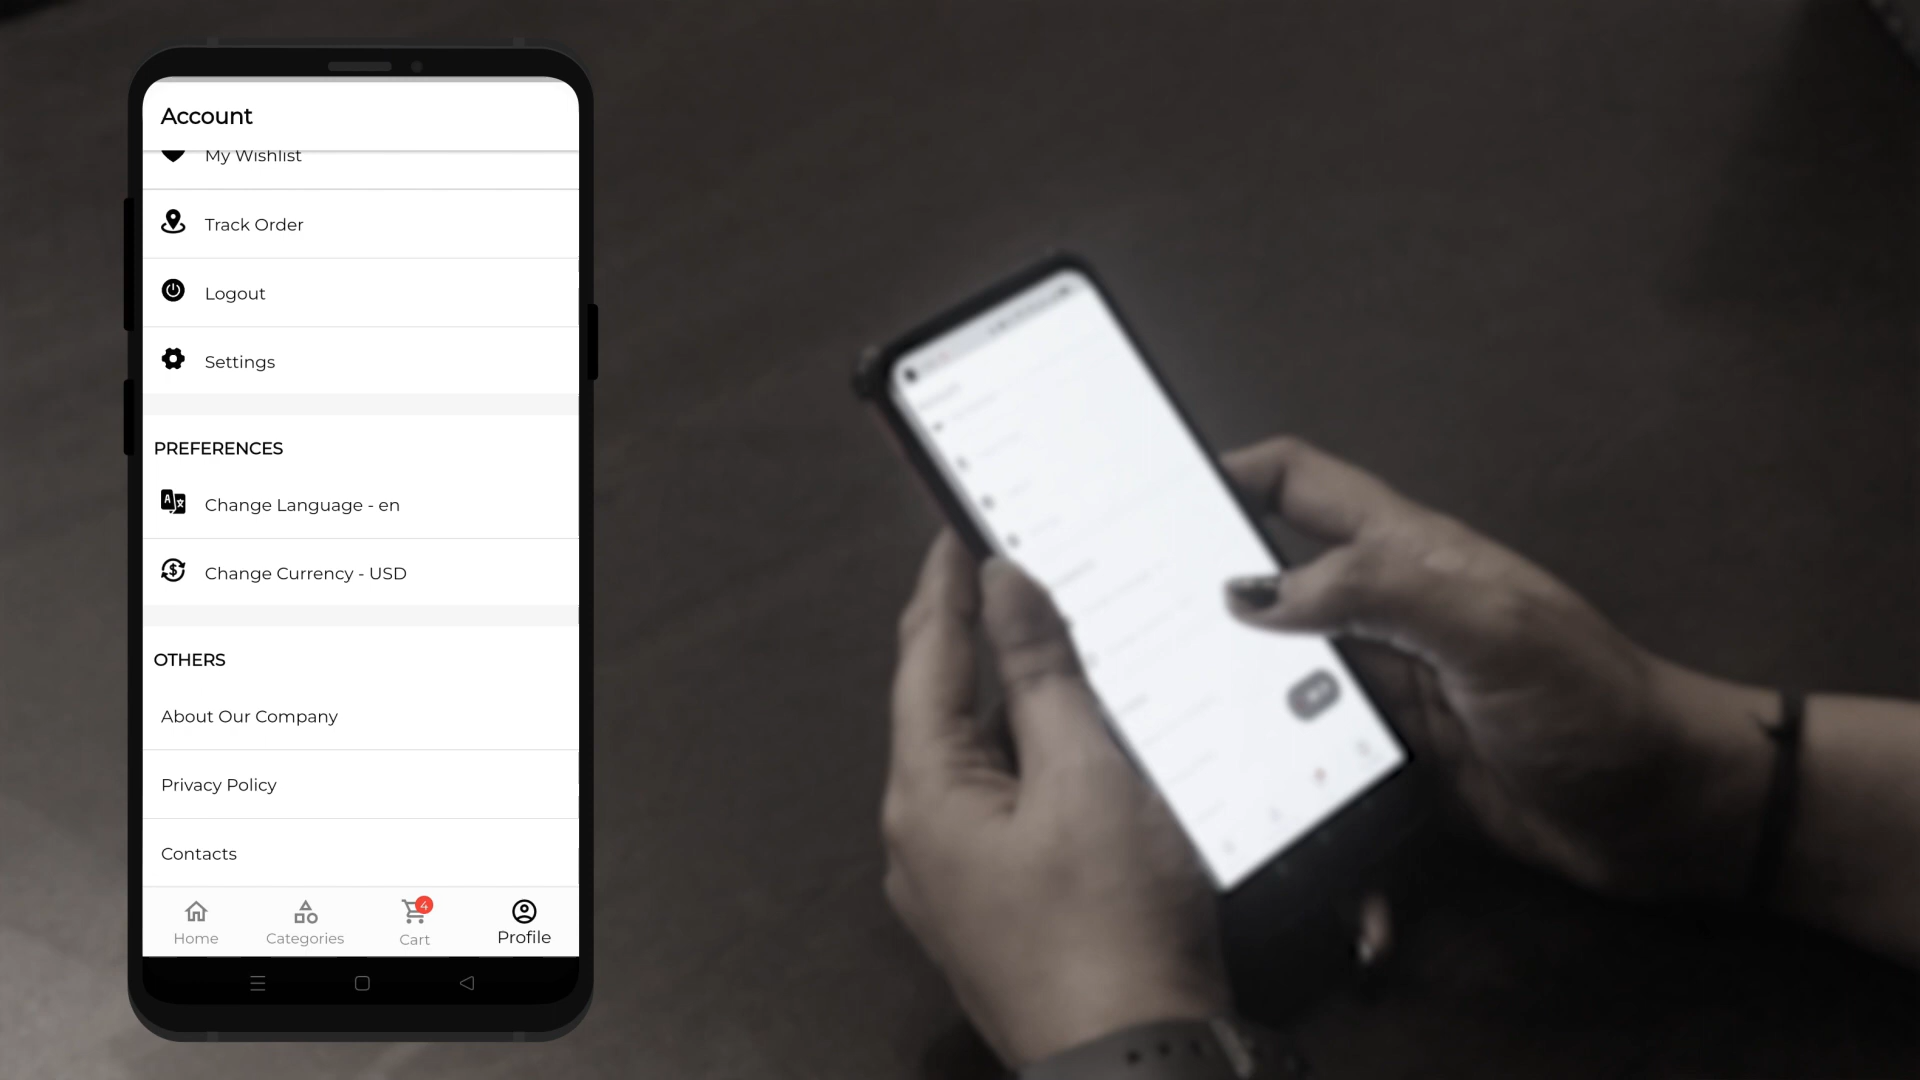 Account
My Wishlist
Track Order
Logout
Settings
PREFERENCES
Change Language - en
Change Currency - USD
OTHERS
About Our Company
Privacy Policy
Contacts
4
Home
Categories
Cart
Profile